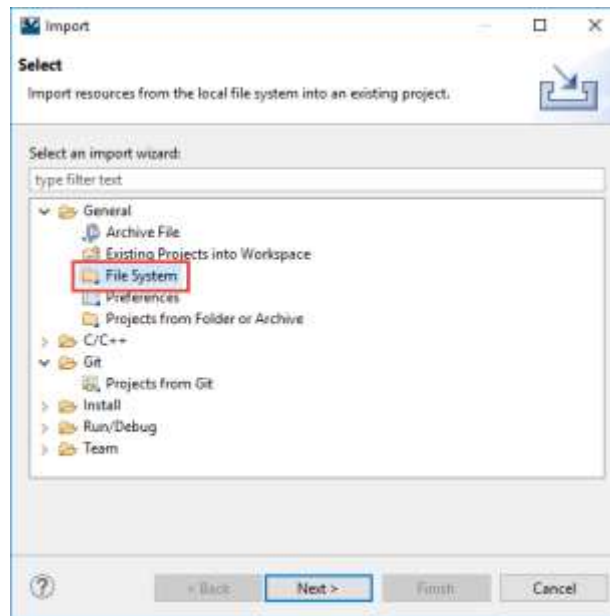 Import
Select
Import resources from the local file system into an existing project.
Select an import wizard:
type filter text
General
Archive File
Existing Projects into Workspace
File System
Preferences
Projects from Folder or Archive
C/C++
Git
Projects from Git
Install
Run/Debug
Team
?
< Back
Next >
Finish
Cancel